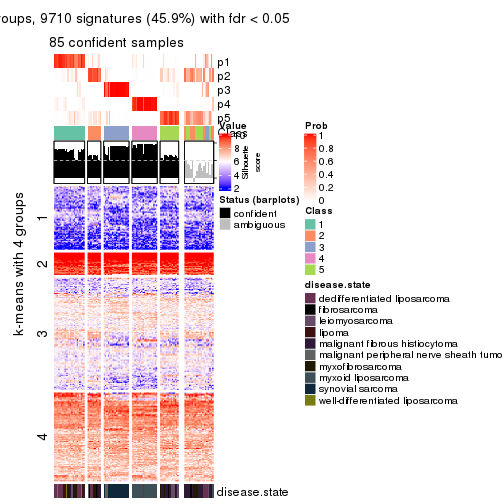 roups, 9710 signatures (45.9%) with fdr < 0.05
85 confident samples
p1
p2
p3
p4
p5
Class
Silhouette
score
k-means with 4 groups
1
2
3
4
disease.state
Value
8
6
4
2
Status (barplots)
confident
ambiguous
Prob
1
0.8
0.6
0.4
0.2
0
Class
1
2
3
4
5
disease.state
dedifferentiated liposarcoma
fibrosarcoma
leiomyosarcoma
lipoma
malignant fibrous histiocytoma
malignant peripheral nerve sheath tumo
myxofibrosarcoma
myxoid liposarcoma
synovial sarcoma
well-differentiated liposarcoma